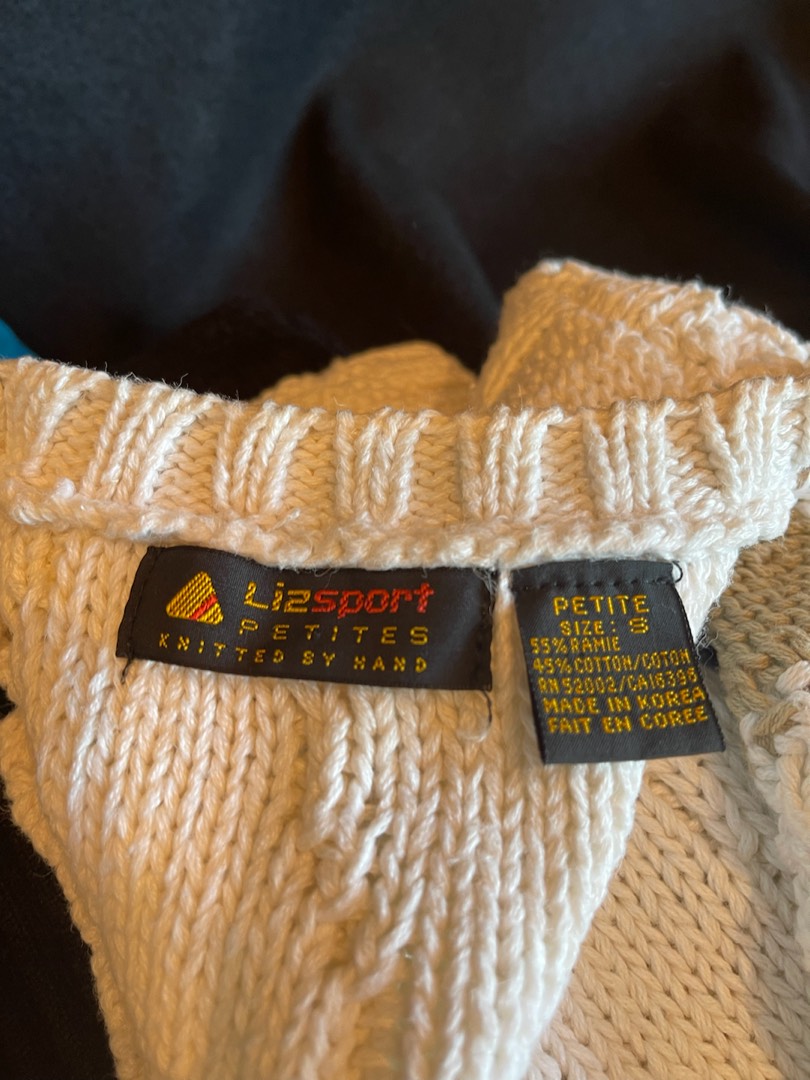 Lizsport
PETITES
KNITTED BY HAND
PETITE
SIZE: S
55% RAMIE
45% COTTON/COTON
RN 52002/CA16396
MADE IN KOREA
FAIT EN COREE